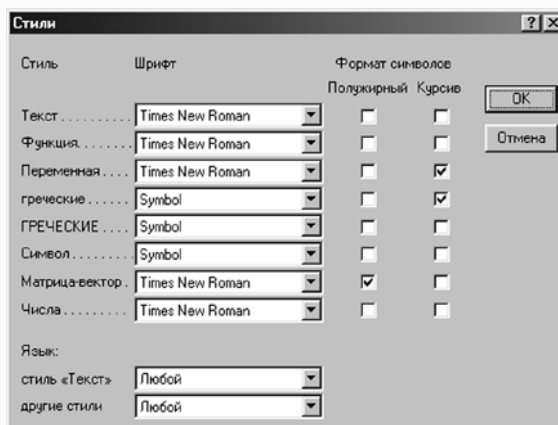 Стили
Стиль Шрифт Формат символов
Полужирный Курсив
Текст .......... Times New Roman OK
Функция........ Times New Roman Отмена
Переменная .... Times New Roman
греческие ...... Symbol
ГРЕЧЕСКИЕ .... Symbol
Символ ......... Symbol
Матрица-вектор . Times New Roman
Числа ......... Times New Roman
Язык:
стиль «Текст» Любой
другие стили Любой